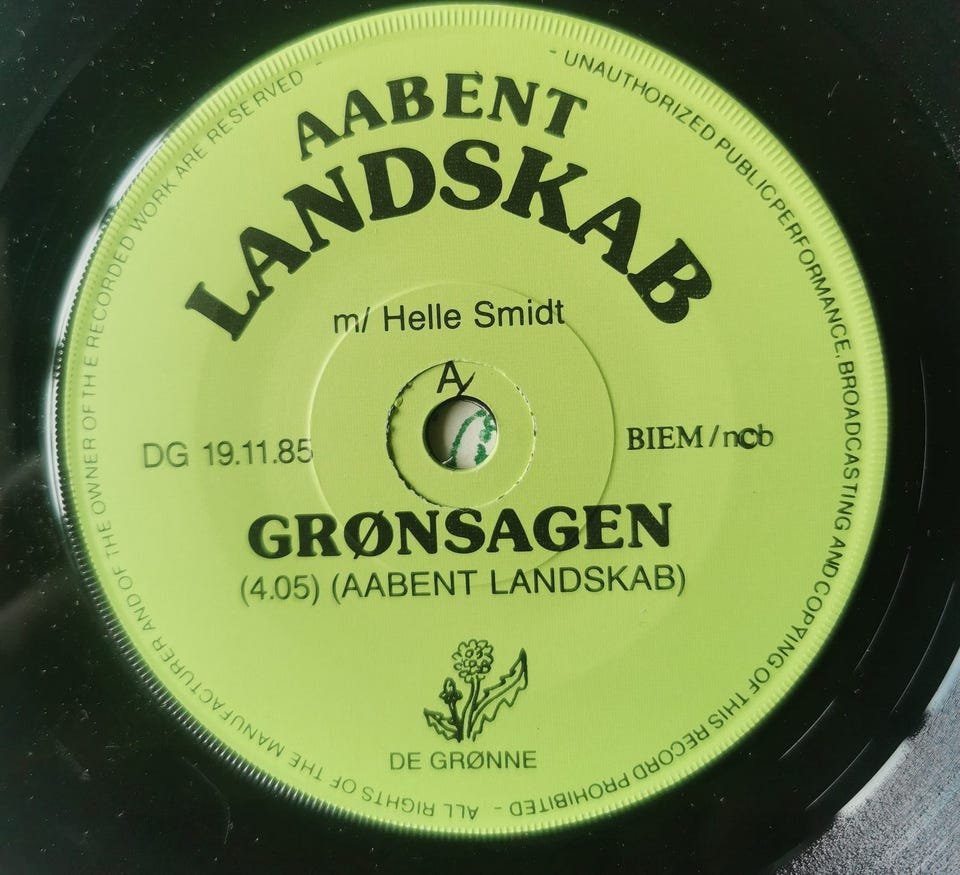 AABENT
LANDSKAB
m/ Helle Smidt
A
DG 19.11.85
BIEM/ncb
GRØNSAGEN
(4.05) (AABENT LANDSKAB)
DE GRØNNE
- ALL RIGHTS OF THE MANUFACTURER AND OF THE OWNER OF THE RECORDED WORK ARE RESERVED -
- UNAUTHORIZED PUBLIC PERFORMANCE, BROADCASTING AND COPYING OF THIS RECORD PROHIBITED